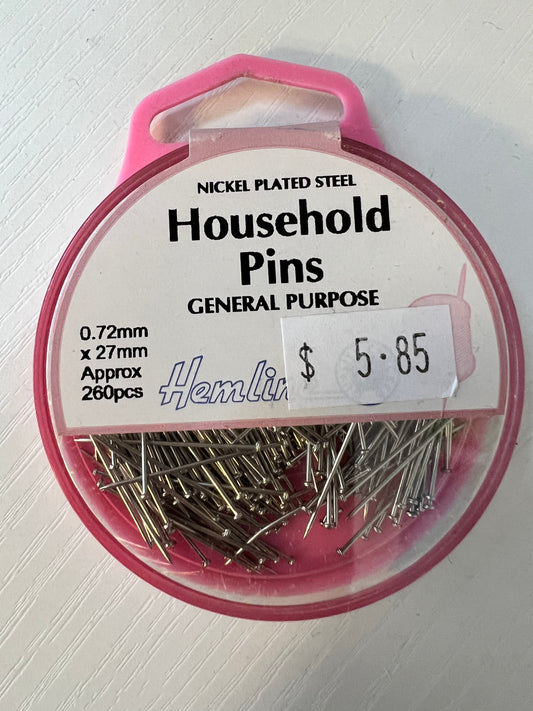 NICKEL PLATED STEEL
Household
Pins
GENERAL PURPOSE
0.72mm
x 27mm
Approx
260pcs
$ 5.85